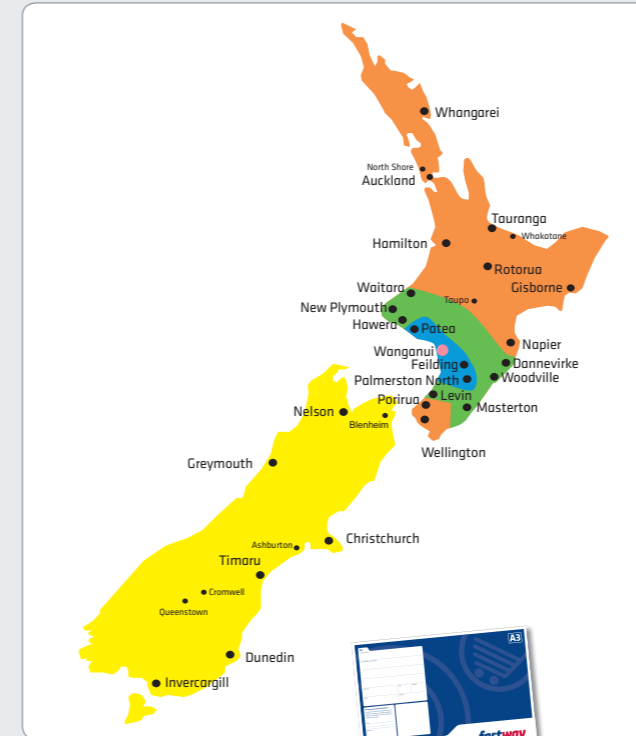 Whangarei
North Shore
Auckland
Tauranga
Whakatane
Hamilton
Rotorua
Gisborne
Waitara
Taupo
New Plymouth
Hawera
Patea
Napier
Wanganui
Dannevirke
Feilding
Woodville
Palmerston North
Levin
Porirua
Masterton
Nelson
Blenheim
Wellington
Greymouth
Christchurch
Ashburton
Timaru
Cromwell
Queenstown
Dunedin
Invercargill
A3